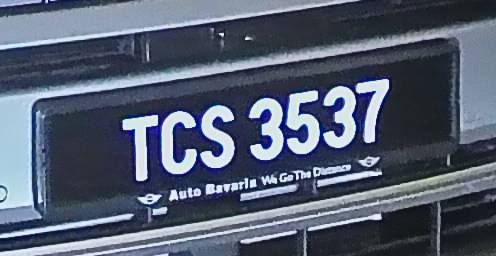 TCS 3537
Auto Bavaria We Go The Distance